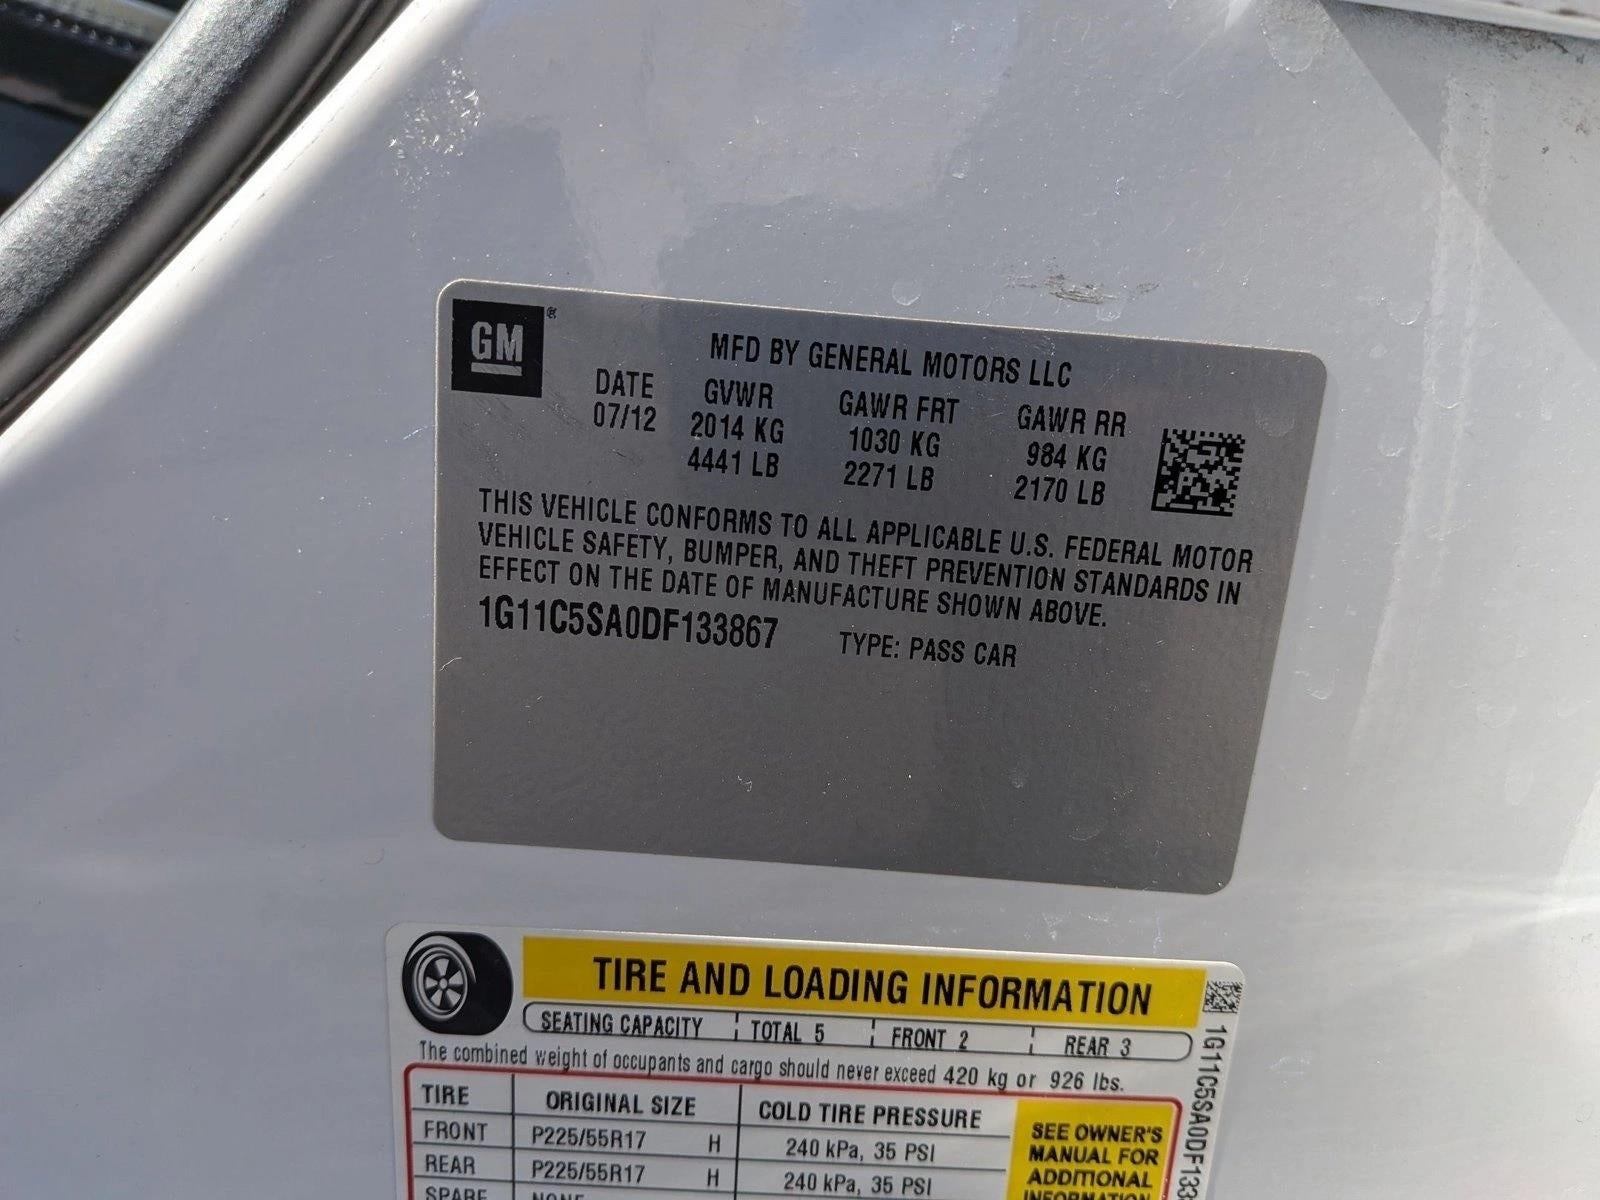 GM ®
MFD BY GENERAL MOTORS LLC
DATE GVWR GAWR FRT GAWR RR
07/12 2014 KG 1030 KG 984 KG
4441 LB 2271 LB 2170 LB
THIS VEHICLE CONFORMS TO ALL APPLICABLE U.S. FEDERAL MOTOR
VEHICLE SAFETY, BUMPER, AND THEFT PREVENTION STANDARDS IN
EFFECT ON THE DATE OF MANUFACTURE SHOWN ABOVE.
1G11C5SA0DF133867 TYPE: PASS CAR
TIRE AND LOADING INFORMATION
SEATING CAPACITY TOTAL 5 FRONT 2 REAR 3
The combined weight of occupants and cargo should never exceed 420 kg or 926 lbs.
TIRE ORIGINAL SIZE COLD TIRE PRESSURE
FRONT P225/55R17 H 240 kPa, 35 PSI
REAR P225/55R17 H 240 kPa, 35 PSI
SPARE NONE
SEE OWNER'S
MANUAL FOR
ADDITIONAL
INFORMATION
1G11C5SA0DF133